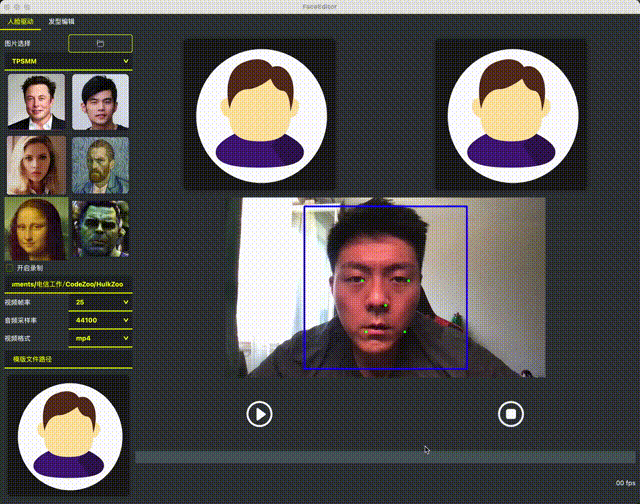 FaceEditor
人脸驱动 发型编辑
图片选择
TPSMM
开启录制
uments/电信工作/CodeZoo/HulkZoo
视频帧率 25
音频采样率 44100
视频格式 mp4
模版文件路径
00 fps